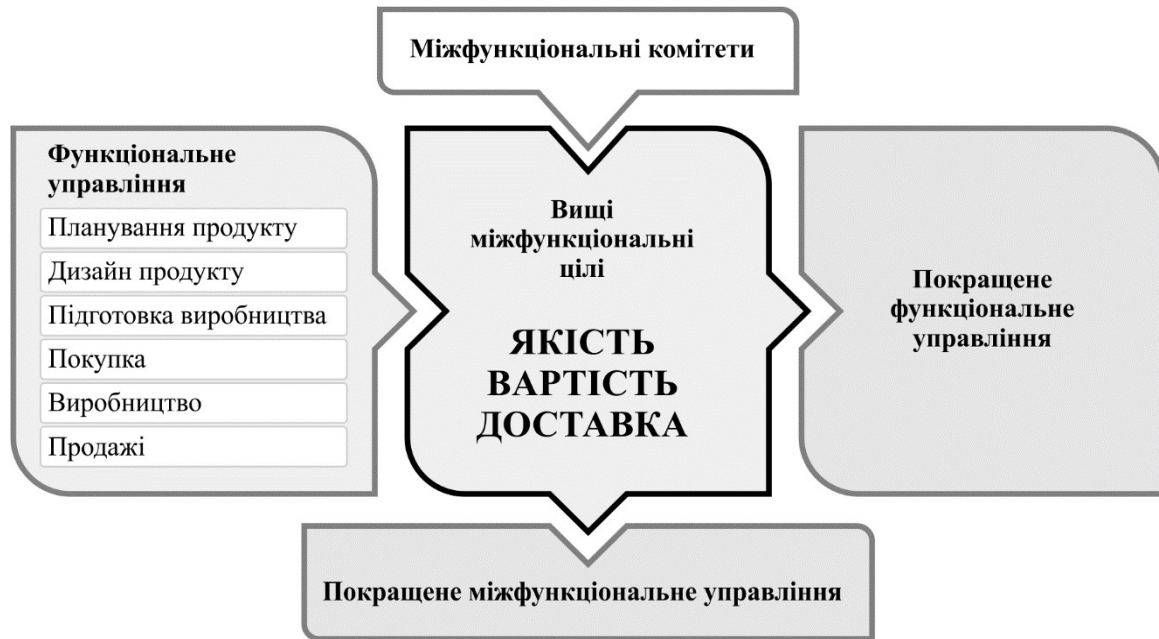 Міжфункціональні комітети
Функціональне
управління
Планування продукту
Дизайн продукту
Підготовка виробництва
Покупка
Виробництво
Продажі
Вищі
міжфункціональні
цілі
ЯКІСТЬ
ВАРТІСТЬ
ДОСТАВКА
Покращене
функціональне
управління
Покращене міжфункціональне управління